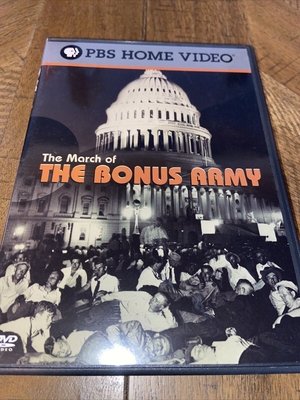 PBS HOME VIDEO
The March of
THE BONUS ARMY
DVD
VIDEO